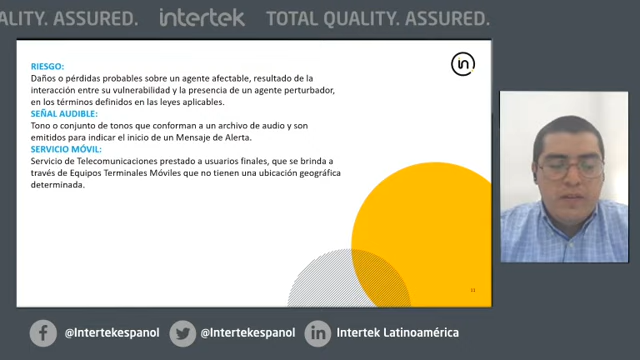 ALITY. ASSURED. intertek TOTAL QUALITY. ASSURED.
in
RIESGO:
Daños o pérdidas probables sobre un agente afectable, resultado de la
interacción entre su vulnerabilidad y la presencia de un agente perturbador,
en los términos definidos en las leyes aplicables.
SEÑAL AUDIBLE:
Tono o conjunto de tonos que conforman a un archivo de audio y son
emitidos para indicar el inicio de un Mensaje de Alerta.
SERVICIO MÓVIL:
Servicio de Telecomunicaciones prestado a usuarios finales, que se brinda a
través de Equipos Terminales Móviles que no tienen una ubicación geográfica
determinada.
11
f @Intertekespanol @Intertekespanol in Intertek Latinoamérica